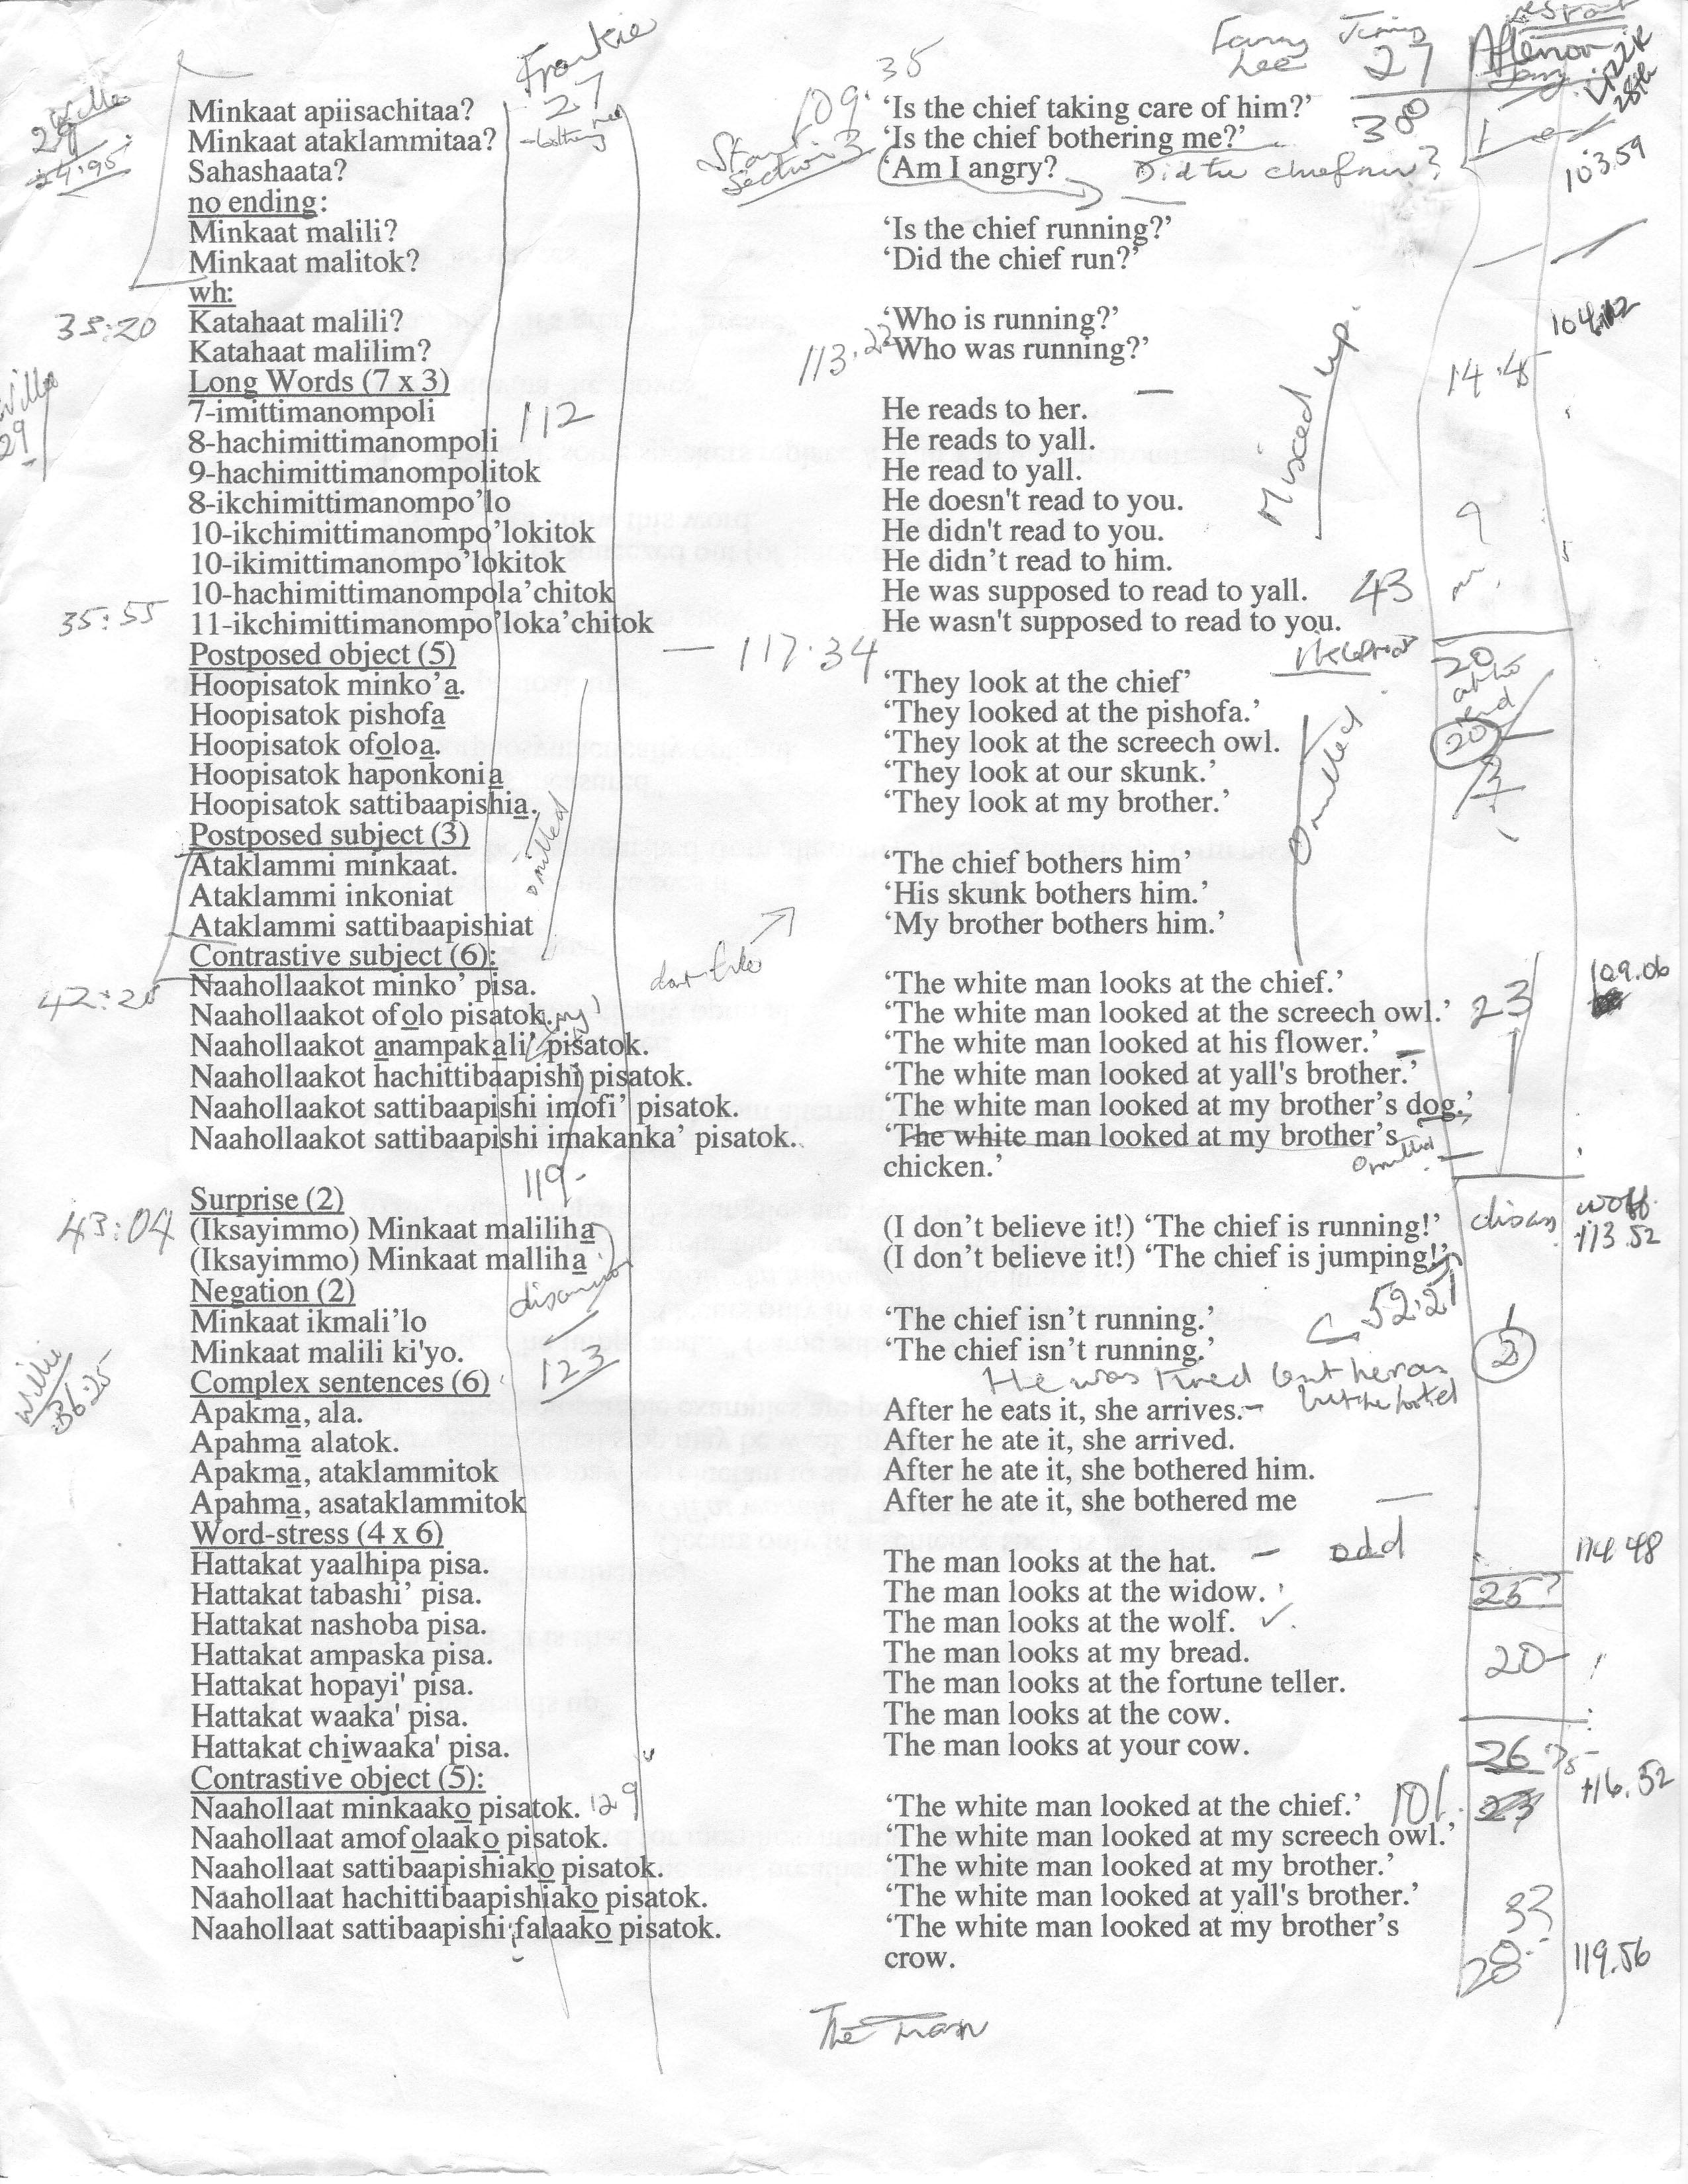 Frankie
27
35
Fanny Lee
Jimmy
27
Afternoon
Willie
29
109.
300
Minkaat apiisachitaa? ‘Is the chief taking care of him?’
Minkaat ataklammitaa? ‘Is the chief bothering me?’
Start Section 3
Sahashaata? ‘Am I angry?
103.59
no ending:
Minkaat malili? ‘Is the chief running?’
Minkaat malitok? ‘Did the chief run?’
wh:
33:20
Katahaat malili? ‘Who is running?’
Katahaat malilim? ‘Who was running?’
113.22
Mixced up.
14.45
Willie
29
Long Words (7 x 3)
7-imittimanompoli He reads to her.
112
8-hachimittimanompoli He reads to yall.
9-hachimittimanompolitok He read to yall.
8-ikchimittimanompo’lo He doesn't read to you.
10-ikchimittimanompo’lokitok He didn't read to you.
10-ikimittimanompo’lokitok He didn’t read to him.
10-hachimittimanompola’chitok He was supposed to read to yall.
43
35:55
11-ikchimittimanompo’loka’chitok He wasn't supposed to read to you.
— 117.34
Postposed object (5)
Hoopisatok minko’a. ‘They look at the chief’
20
Hoopisatok pishofa ‘They looked at the pishofa.’
Hoopisatok ofoloa. ‘They look at the screech owl.
20
Hoopisatok haponkonia ‘They look at our skunk.’
Hoopisatok sattibaapishia. ‘They look at my brother.’
omitted
Omitted
Postposed subject (3)
Ataklammi minkaat. ‘The chief bothers him’
Ataklammi inkoniat ‘His skunk bothers him.’
Ataklammi sattibaapishiat ‘My brother bothers him.’
Contrastive subject (6):
42:25
109.06
23
Naahollaakot minko’ pisa. ‘The white man looks at the chief.’
Naahollaakot ofolo pisatok. ‘The white man looked at the screech owl.’
Naahollaakot anampakali’ pisatok. ‘The white man looked at his flower.’
Naahollaakot hachittibaapishi pisatok. ‘The white man looked at yall's brother.’
Naahollaakot sattibaapishi imofi’ pisatok. ‘The white man looked at my brother’s dog.’
Naahollaakot sattibaapishi imakanka’ pisatok. ‘The white man looked at my brother’s
chicken.’
omitted
119.
Surprise (2)
43:04
(Iksayimmo) Minkaat maliliha (I don’t believe it!) ‘The chief is running!’
113.52
(Iksayimmo) Minkaat malliha (I don’t believe it!) ‘The chief is jumping!’
52.21
Negation (2)
Minkaat ikmali’lo ‘The chief isn’t running.’
Minkaat malili ki'yo. ‘The chief isn’t running.’
123
Willie
36:25
Complex sentences (6)
He was tired but
Apakma, ala. After he eats it, she arrives.
Apahma alatok. After he ate it, she arrived.
Apakma, ataklammitok After he ate it, she bothered him.
Apahma, asataklammitok After he ate it, she bothered me
Word-stress (4 x 6)
odd
114.48
Hattakat yaalhipa pisa. The man looks at the hat.
Hattakat tabashi’ pisa. The man looks at the widow.
25?
Hattakat nashoba pisa. The man looks at the wolf. ✓
Hattakat ampaska pisa. The man looks at my bread.
20
Hattakat hopayi' pisa. The man looks at the fortune teller.
Hattakat waaka' pisa. The man looks at the cow.
Hattakat chiwaaka' pisa. The man looks at your cow.
26
116.52
Contrastive object (5):
Naahollaat minkaako pisatok. 129 ‘The white man looked at the chief.’ 101.
Naahollaat amofolaako pisatok. ‘The white man looked at my screech owl.’
Naahollaat sattibaapishiako pisatok. ‘The white man looked at my brother.’
Naahollaat hachittibaapishiako pisatok. ‘The white man looked at yall's brother.’
33
Naahollaat sattibaapishi falaako pisatok. ‘The white man looked at my brother’s
crow.
28
119.56
The man